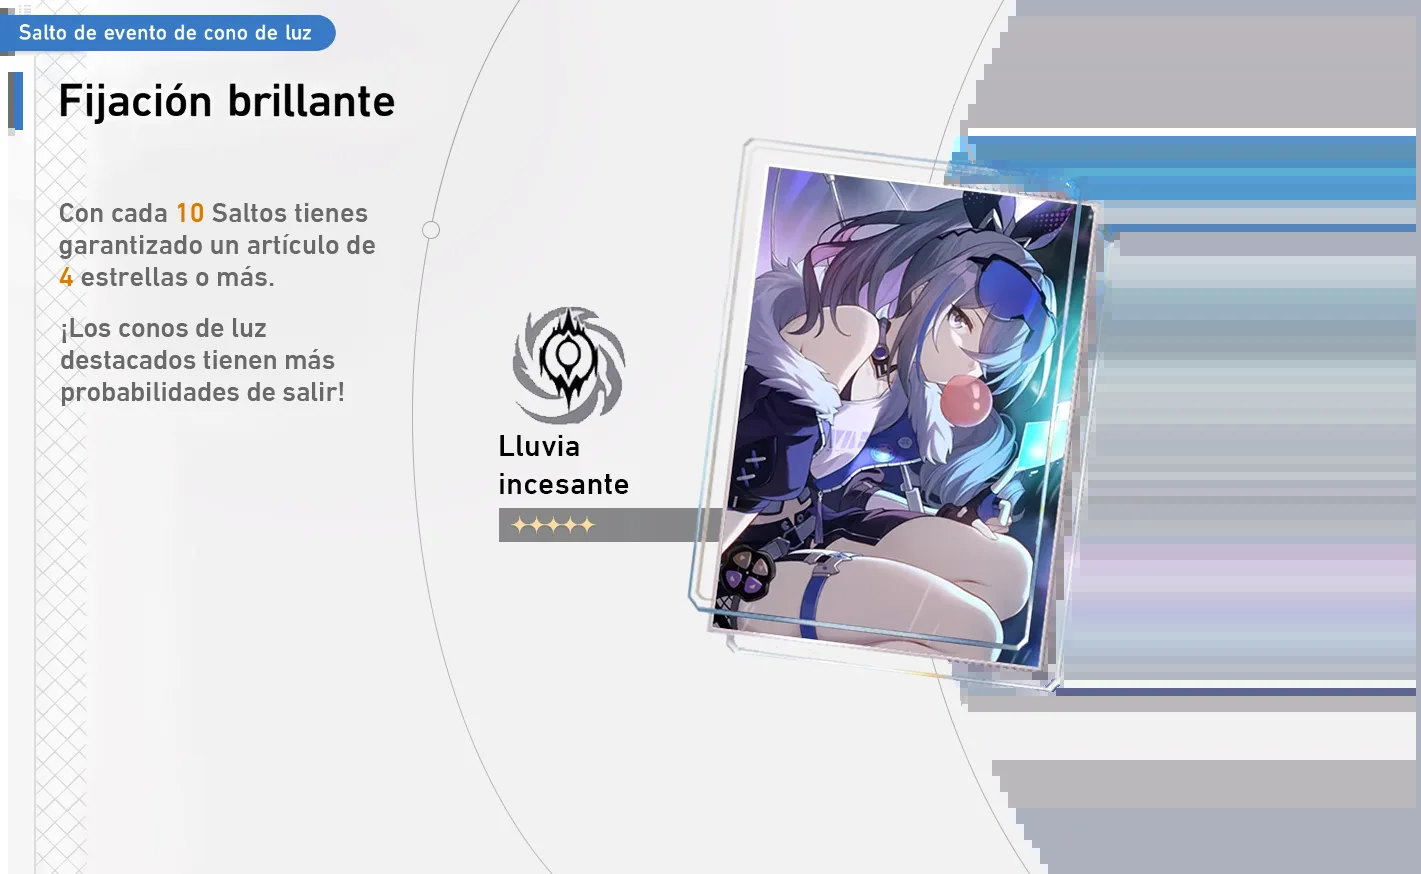 Salto de evento de cono de luz
Fijación brillante
Con cada 10 Saltos tienes
garantizado un artículo de
4 estrellas o más.
¡Los conos de luz
destacados tienen más
probabilidades de salir!
Lluvia
incesante